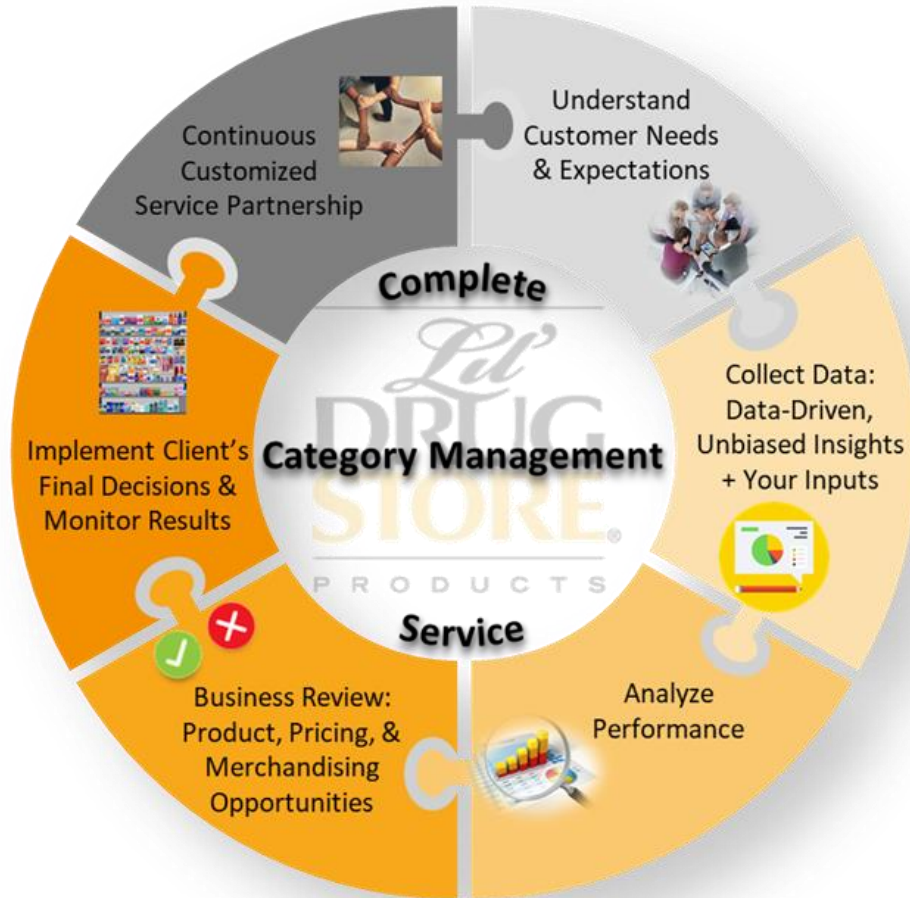 Continuous
Customized
Service Partnership
Understand
Customer Needs
& Expectations
Collect Data:
Data-Driven,
Unbiased Insights
+ Your Inputs
Analyze
Performance
Business Review:
Product, Pricing, &
Merchandising
Opportunities
Implement Client's
Final Decisions &
Monitor Results
Complete
Category Management
Service
Lil'
DRUG
STORE®
PRODUCTS